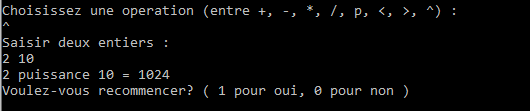 Choisissez une operation (entre +, -, *, /, p, <, >, ^) :
^
Saisir deux entiers :
2 10
2 puissance 10 = 1024
Voulez-vous recommencer? ( 1 pour oui, 0 pour non )